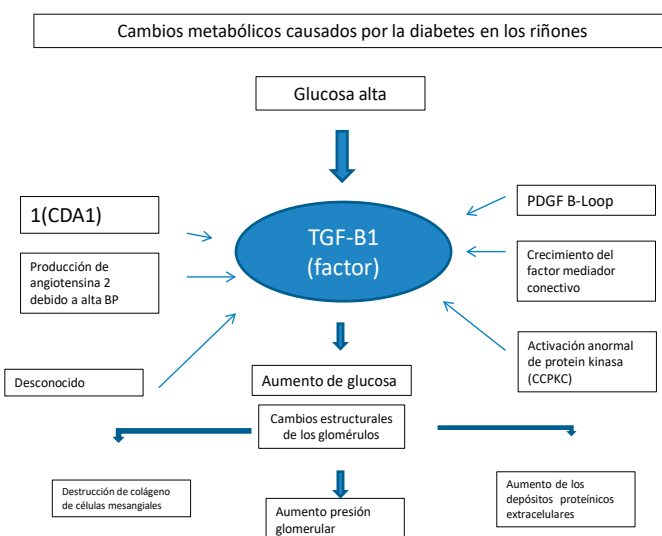 Cambios metabólicos causados por la diabetes en los riñones
Glucosa alta
1(CDA1)
PDGF B-Loop
TGF-B1
(factor)
Producción de
angiotensina 2
debido a alta BP
Crecimiento del
factor mediador
conectivo
Activación anormal
de protein kinasa
(CCPKC)
Desconocido
Aumento de glucosa
Cambios estructurales
de los glomérulos
Destrucción de colágeno
de células mesangiales
Aumento presión
glomerular
Aumento de los
depósitos proteínicos
extracelulares